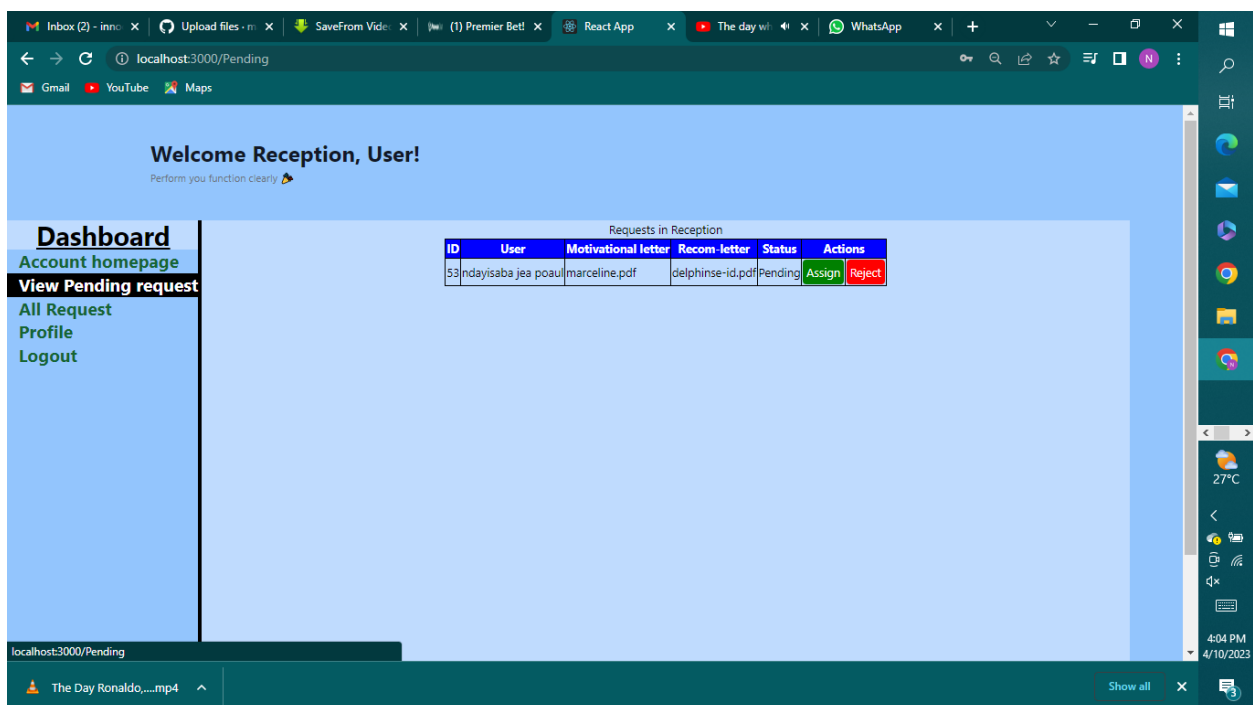 Inbox (2) - inno
Upload files · m
SaveFrom Vide
(1) Premier Bet!
React App
The day wh
WhatsApp
localhost:3000/Pending
N
Gmail
YouTube
Maps
Welcome Reception, User!
Perform you function clearly
Dashboard
Account homepage
View Pending request
All Request
Profile
Logout
Requests in Reception
ID User Motivational letter Recom-letter Status Actions
53 ndayisaba jea poaul marceline.pdf delphinse-id.pdf Pending Assign Reject
27°C
4:04 PM
4/10/2023
localhost:3000/Pending
The Day Ronaldo,....mp4
Show all
3